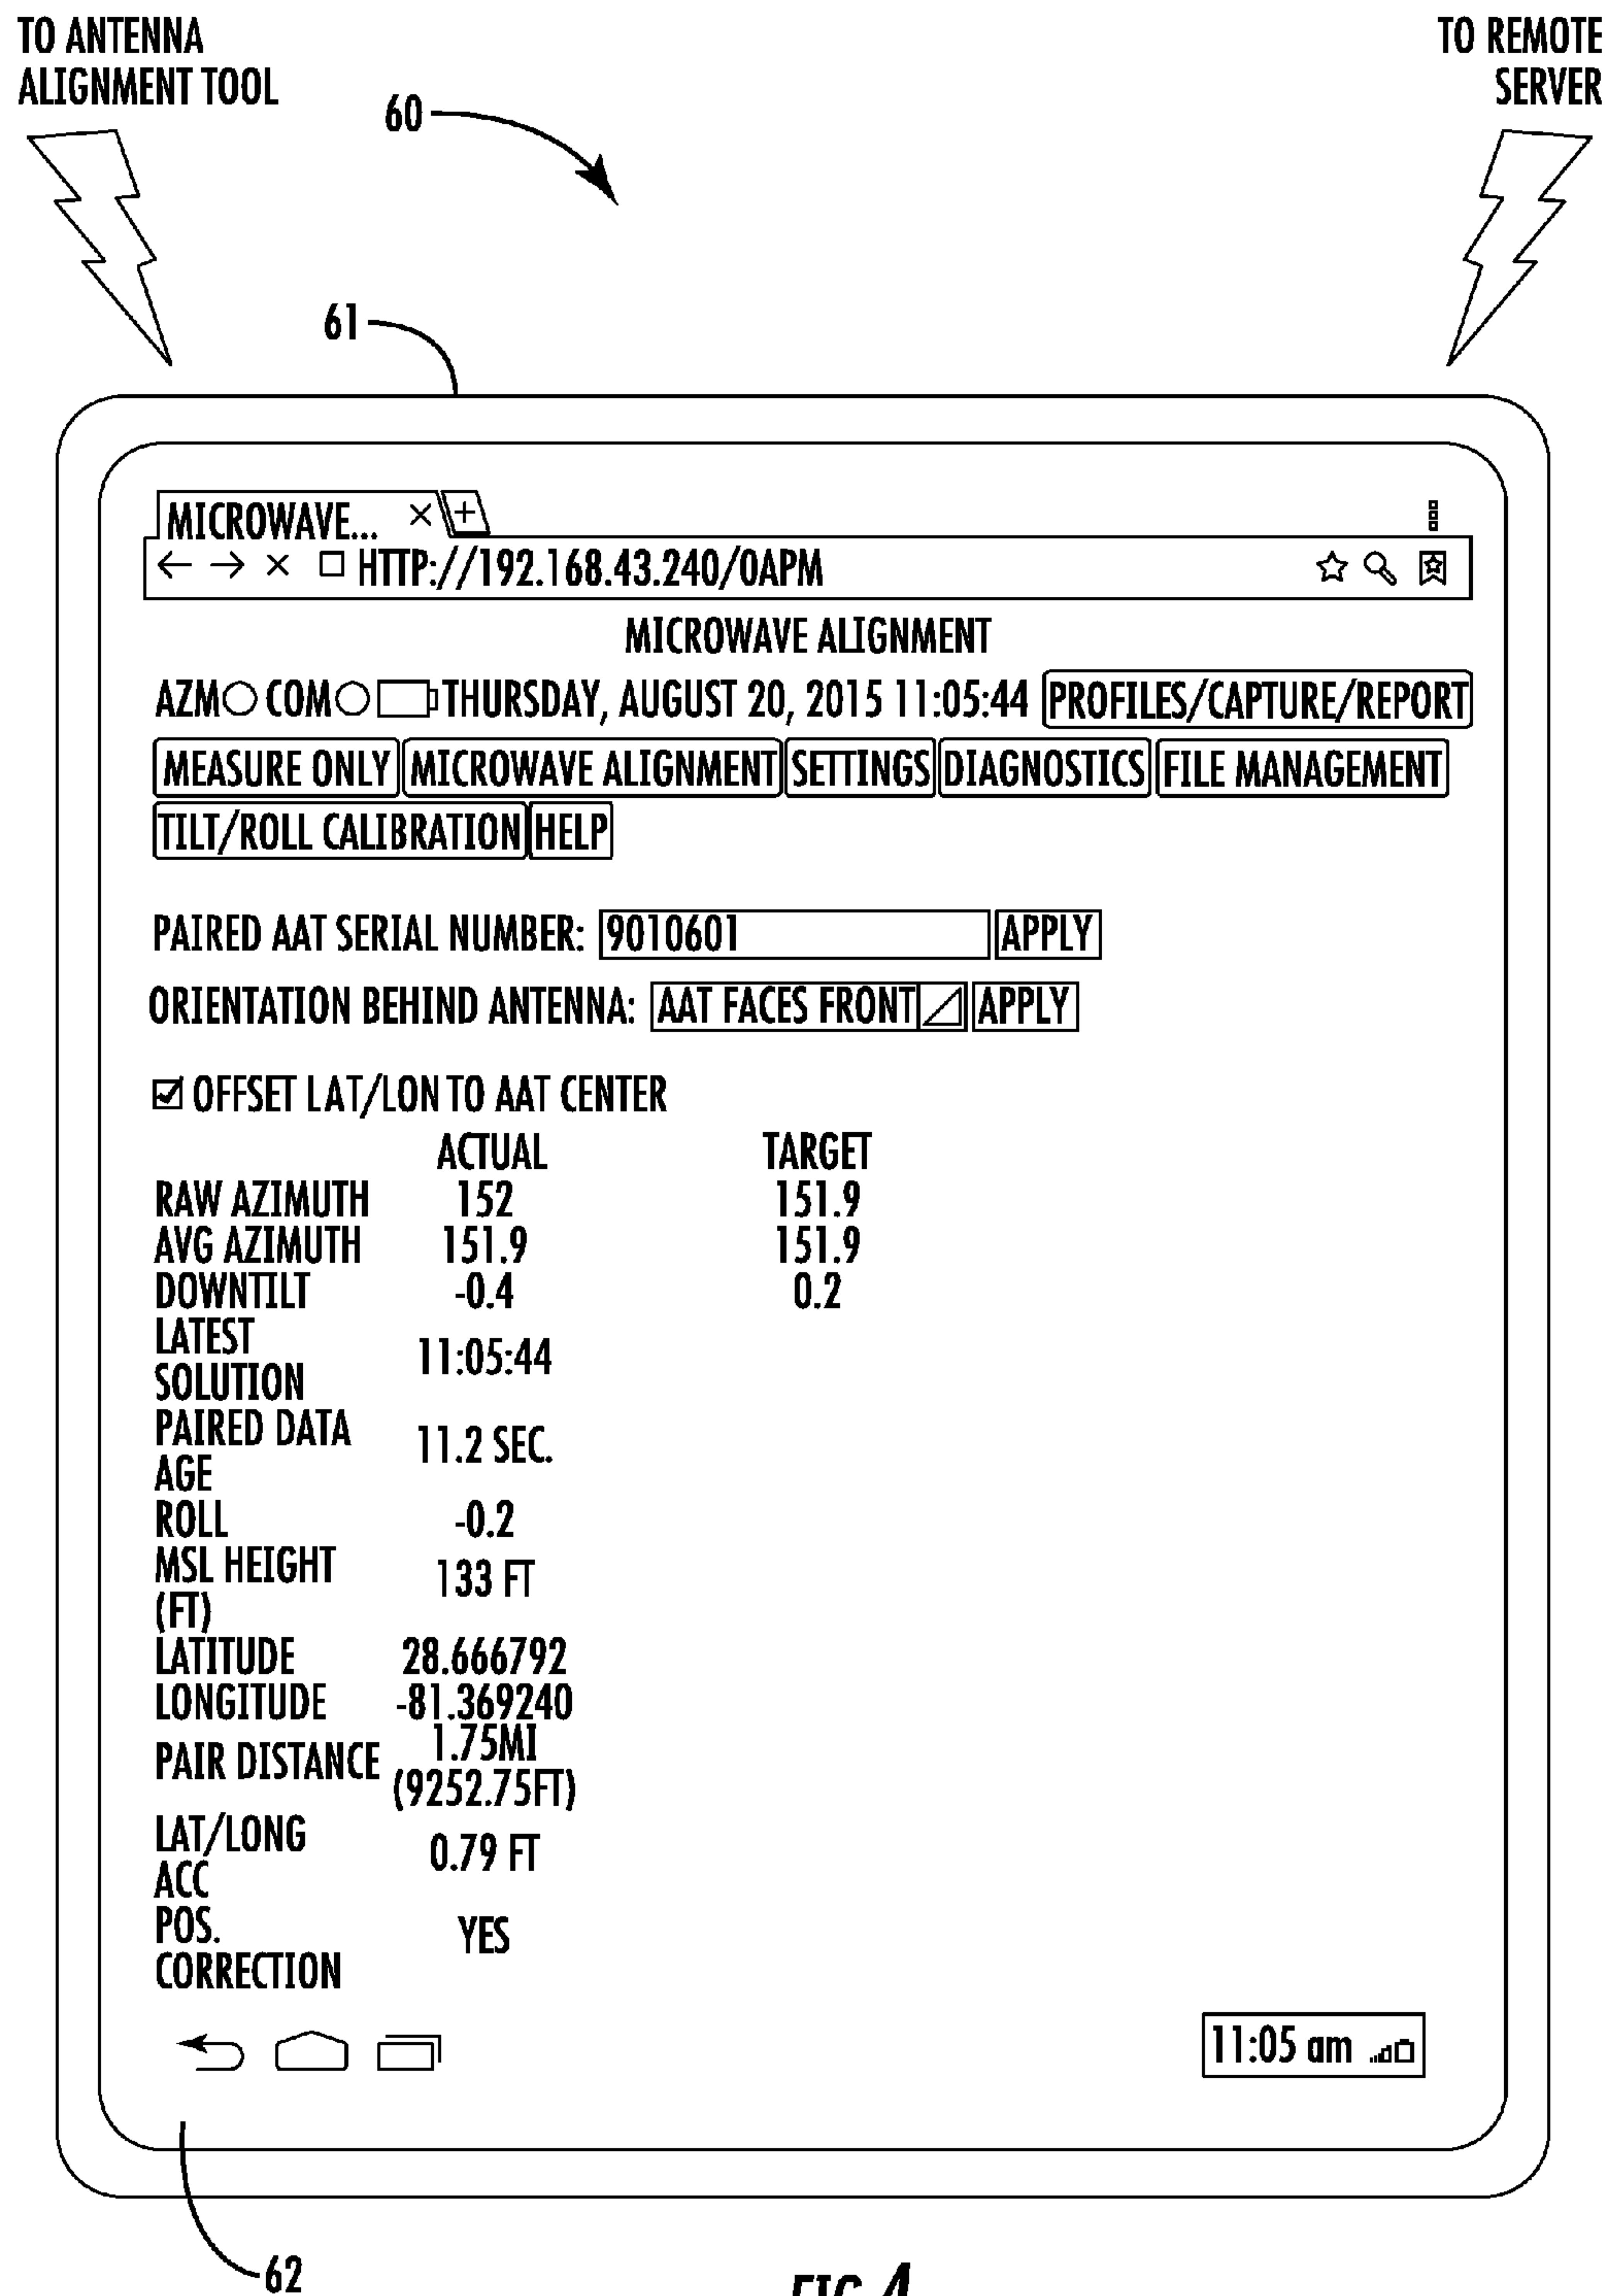 TO ANTENNA
ALIGNMENT TOOL
TO REMOTE
SERVER
60
61
MICROWAVE...
HTTP://192.168.43.240/0APM
MICROWAVE ALIGNMENT
AZM COM THURSDAY, AUGUST 20, 2015 11:05:44 PROFILES/CAPTURE/REPORT
MEASURE ONLY MICROWAVE ALIGNMENT SETTINGS DIAGNOSTICS FILE MANAGEMENT
TILT/ROLL CALIBRATION HELP
PAIRED AAT SERIAL NUMBER: 9010601 APPLY
ORIENTATION BEHIND ANTENNA: AAT FACES FRONT APPLY
OFFSET LAT/LON TO AAT CENTER
ACTUAL TARGET
RAW AZIMUTH 152 151.9
AVG AZIMUTH 151.9 151.9
DOWNTILT -0.4 0.2
LATEST
SOLUTION
11:05:44
PAIRED DATA
AGE
11.2 SEC.
ROLL -0.2
MSL HEIGHT
(FT)
133 FT
LATITUDE 28.666792
LONGITUDE -81.369240
PAIR DISTANCE
1.75MI
(9252.75FT)
LAT/LONG
ACC
0.79 FT
POS.
CORRECTION
YES
11:05 am
62
FIG. 4